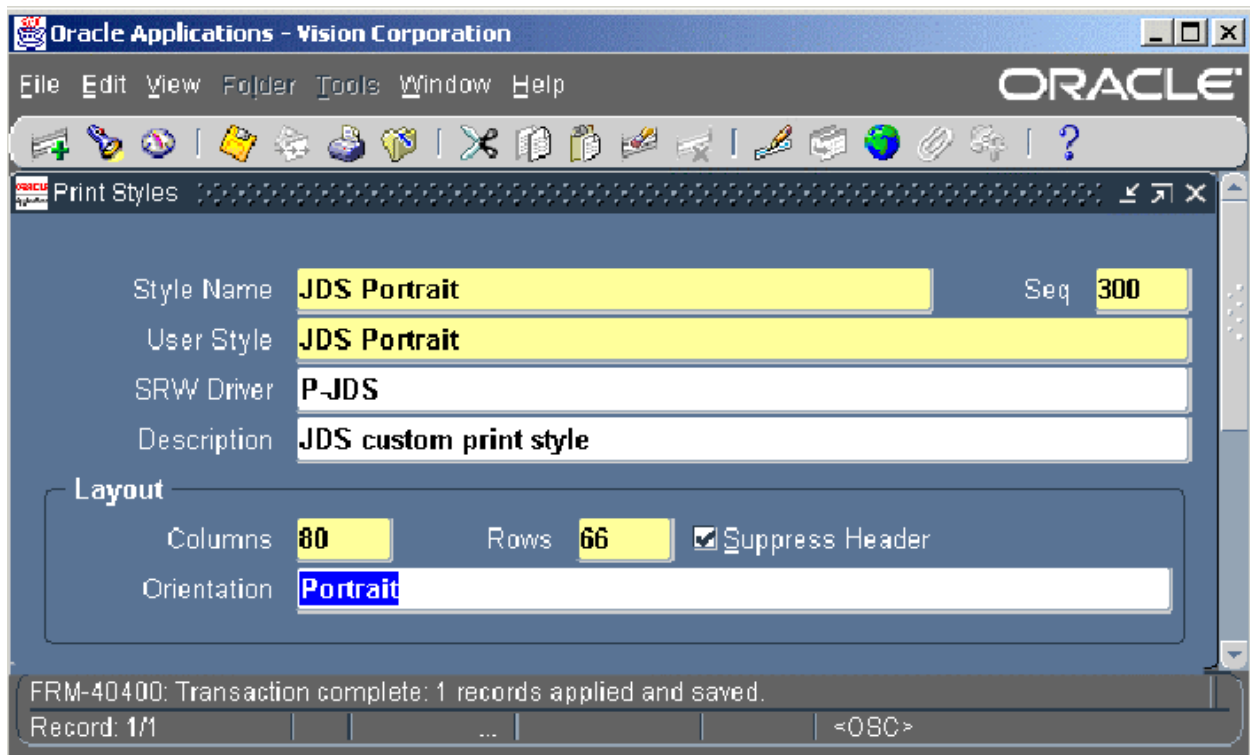 Oracle Applications - Vision Corporation
File Edit View Folder Tools Window Help
ORACLE
Print Styles
Style Name JDS Portrait Seq 300
User Style JDS Portrait
SRW Driver P-JDS
Description JDS custom print style
Layout
Columns 80 Rows 66 Suppress Header
Orientation Portrait
FRM-40400: Transaction complete: 1 records applied and saved.
Record: 1/1 ... <OSC>